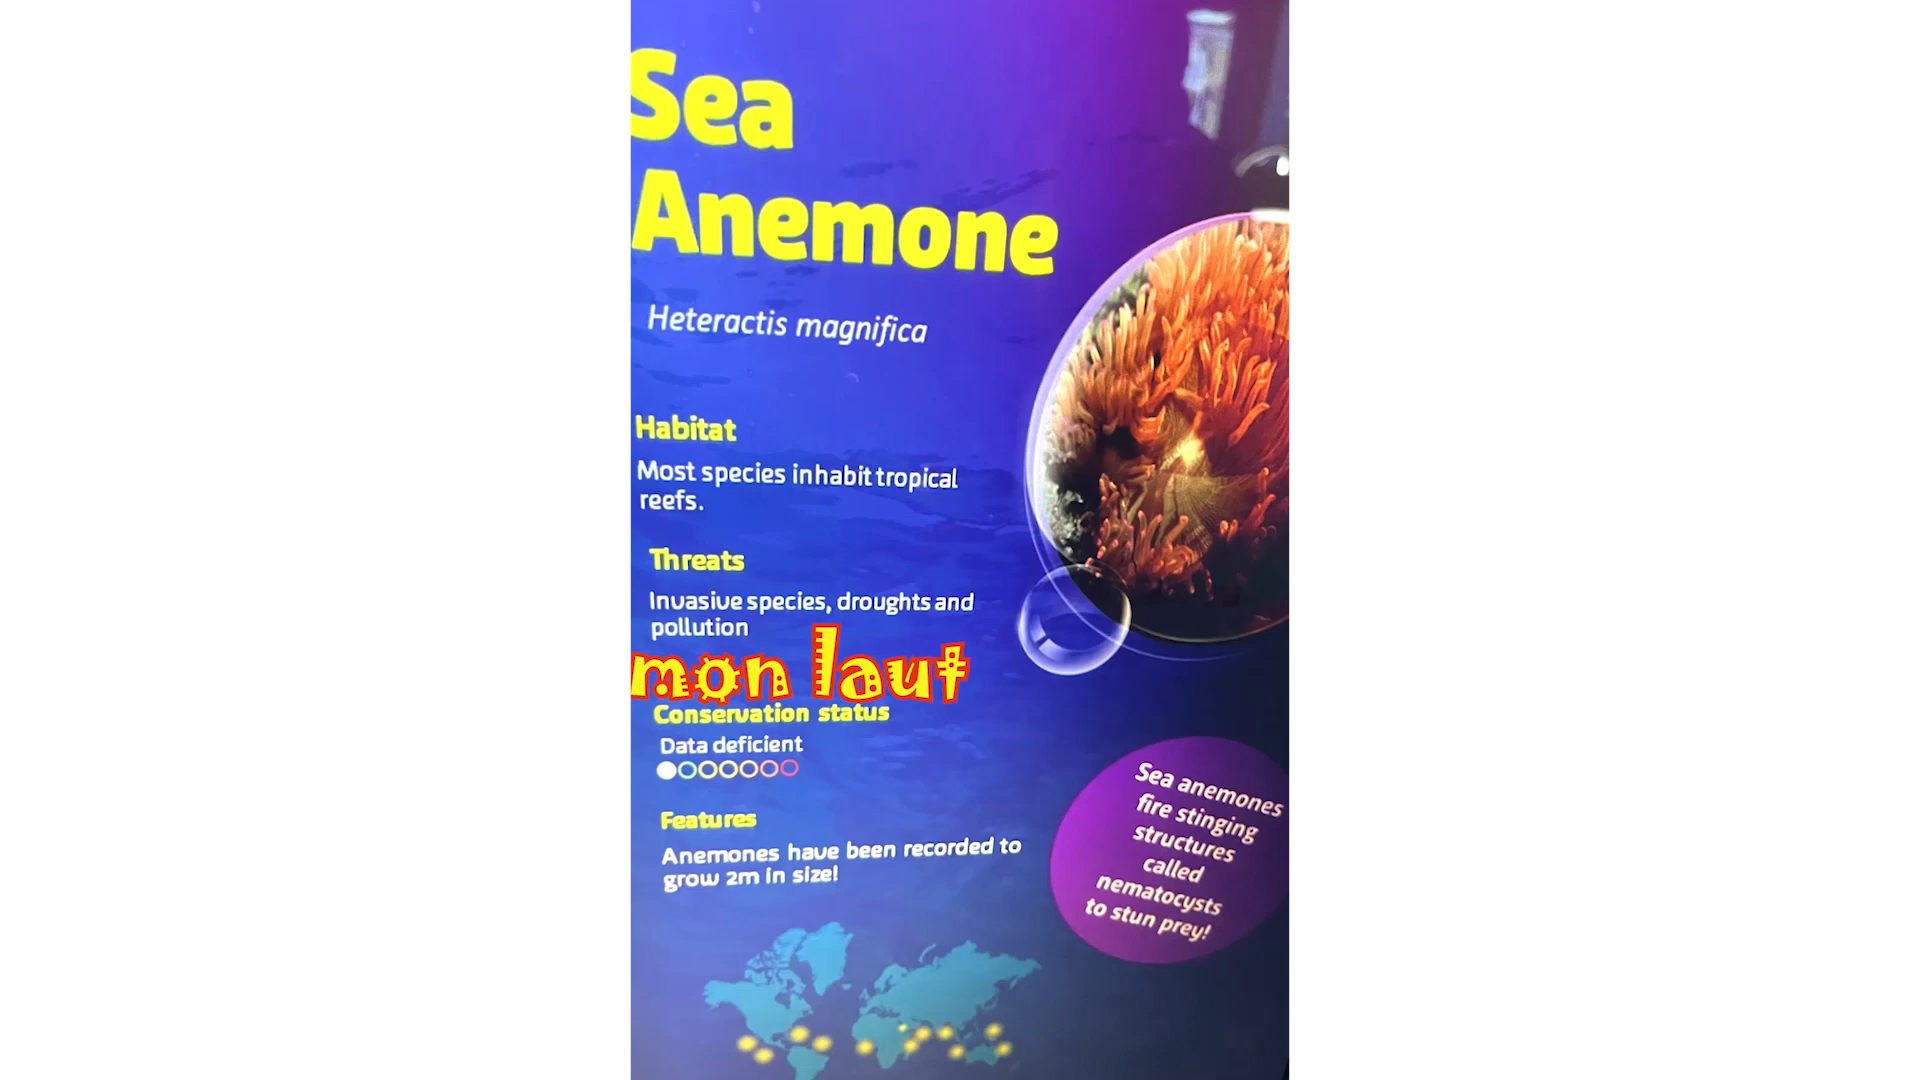 Sea
Anemone
Heteractis magnifica
Habitat
Most species inhabit tropical
reefs.
Threats
Invasive species, droughts and
pollution
mon laut
Conservation status
Data deficient
Features
Anemones have been recorded to
grow 2m in size!
Sea anemones
fire stinging
structures
called
nematocysts
to stun prey!